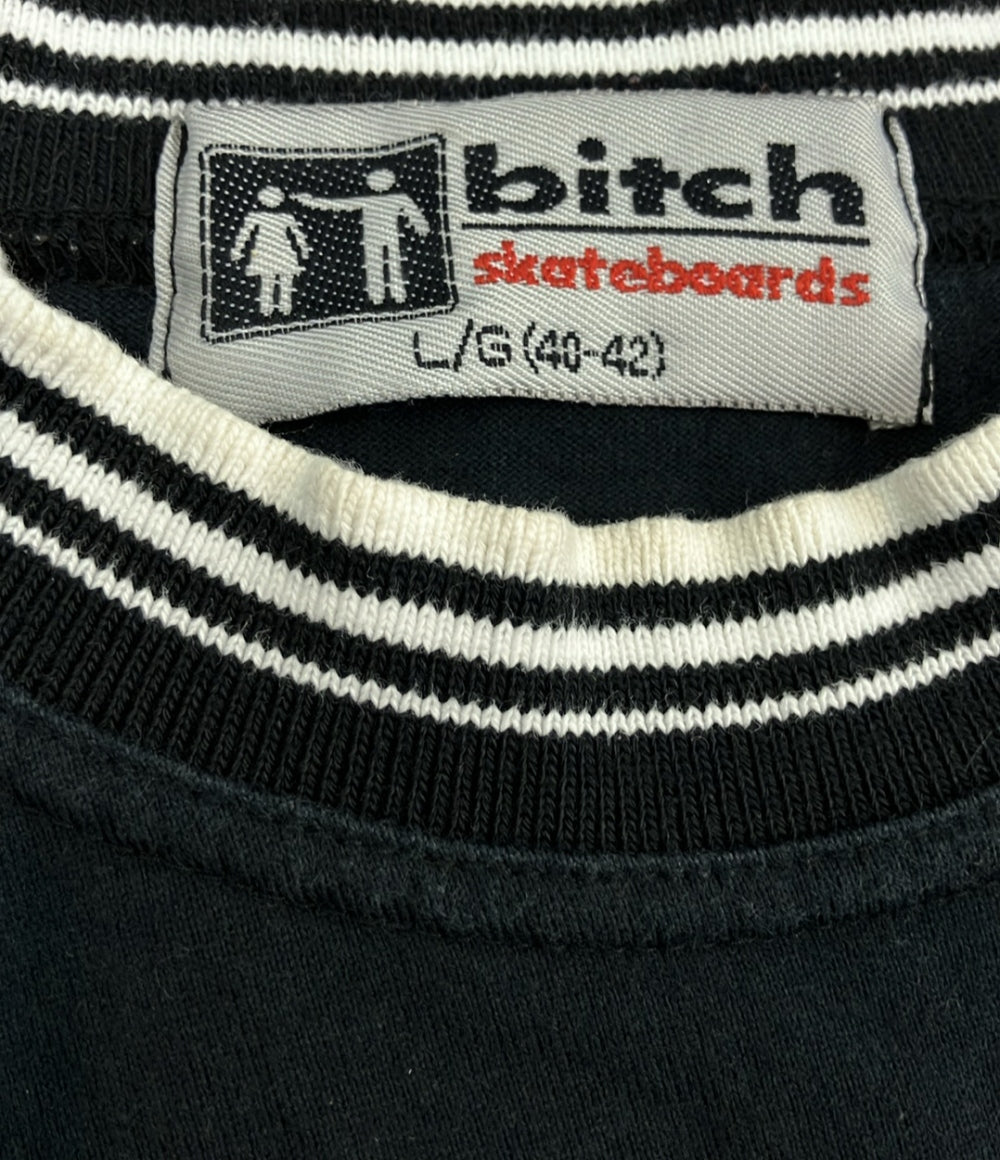 bitch
skateboards
L/G (40-42)